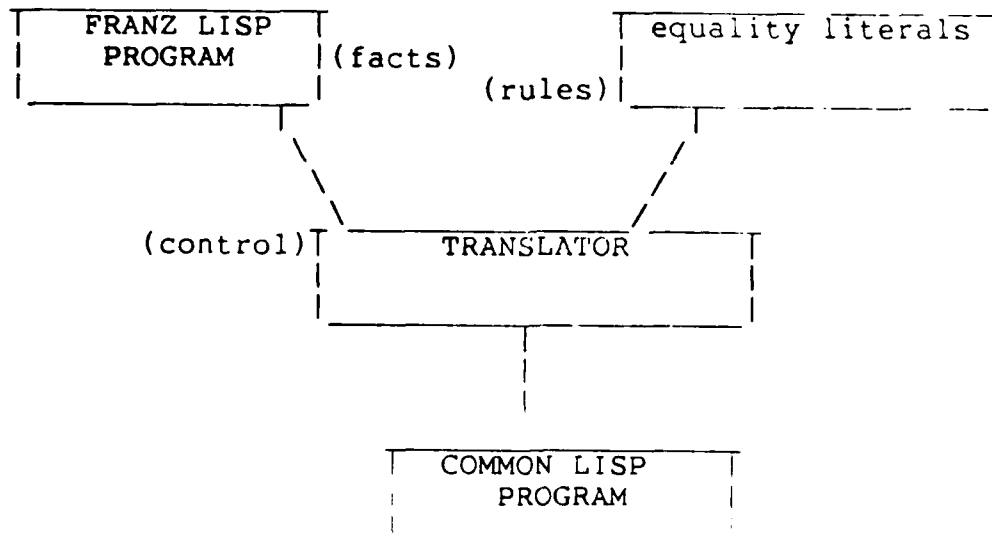 FRANZ LISP
PROGRAM
(facts)
equality literals
(rules)
(control)
TRANSLATOR
COMMON LISP
PROGRAM